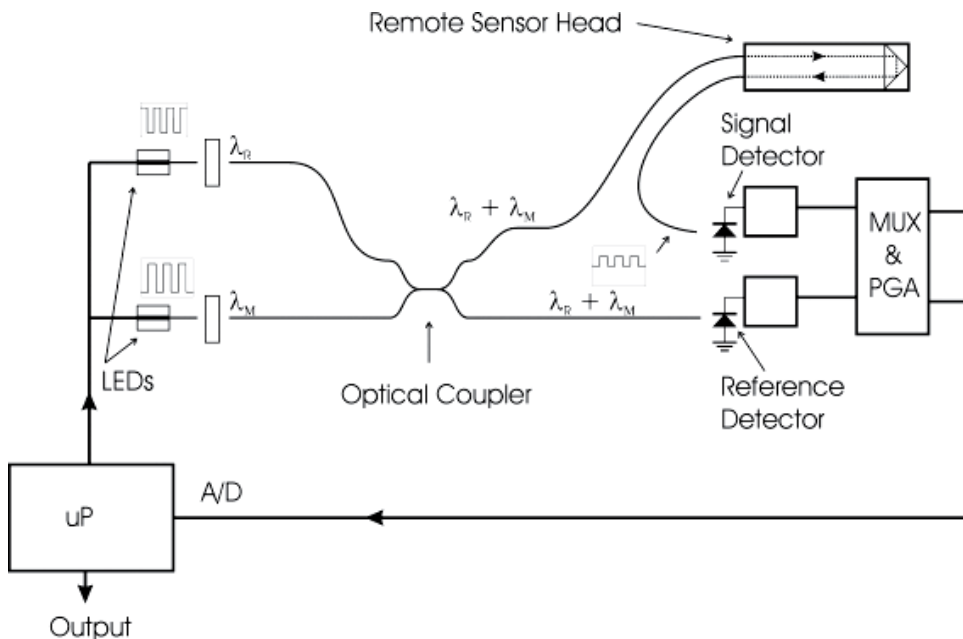 Remote Sensor Head
Signal
Detector
λR
λR + λM
MUX
&
PGA
λM
λR + λM
LEDs
Optical Coupler
Reference
Detector
A/D
uP
Output